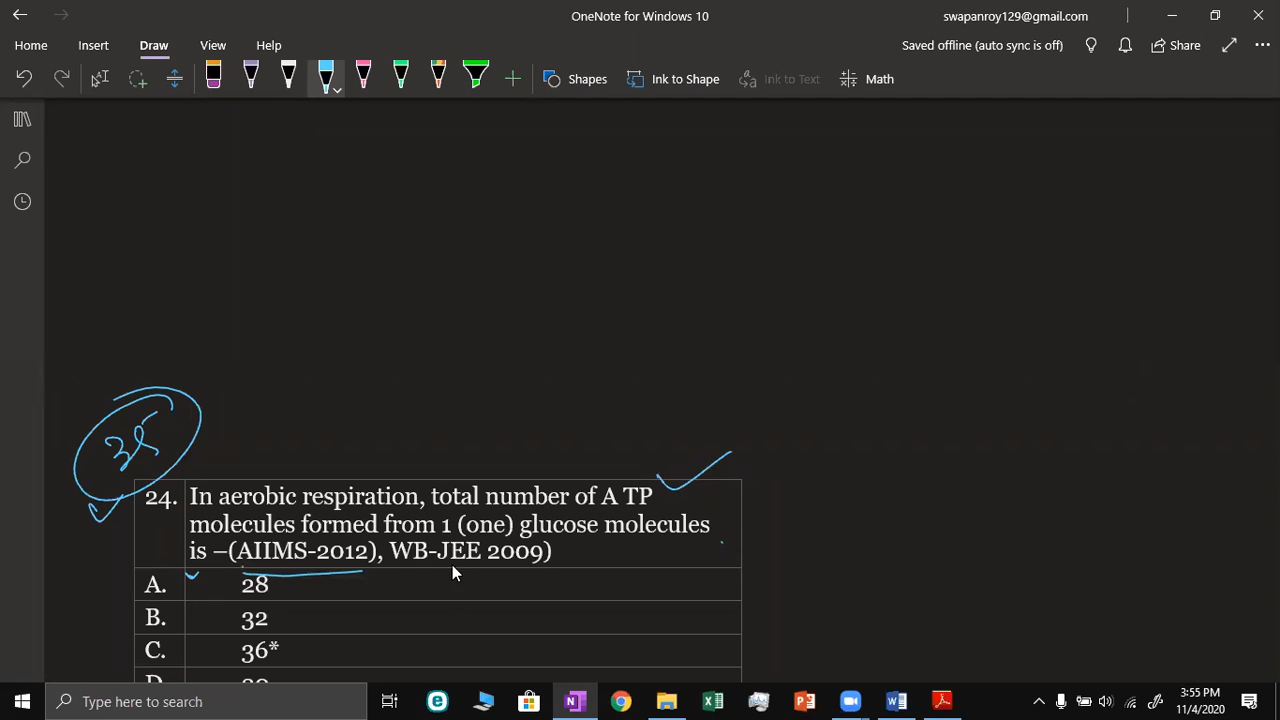 OneNote for Windows 10
swapanroy129@gmail.com
Home Insert Draw View Help
Saved offline (auto sync is off)
Share
Shapes
Ink to Shape
Ink to Text
Math
24. In aerobic respiration, total number of A TP
molecules formed from 1 (one) glucose molecules
is –(AIIMS-2012), WB-JEE 2009)
A. 28
B. 32
C. 36*
Type here to search
3:55 PM
11/4/2020